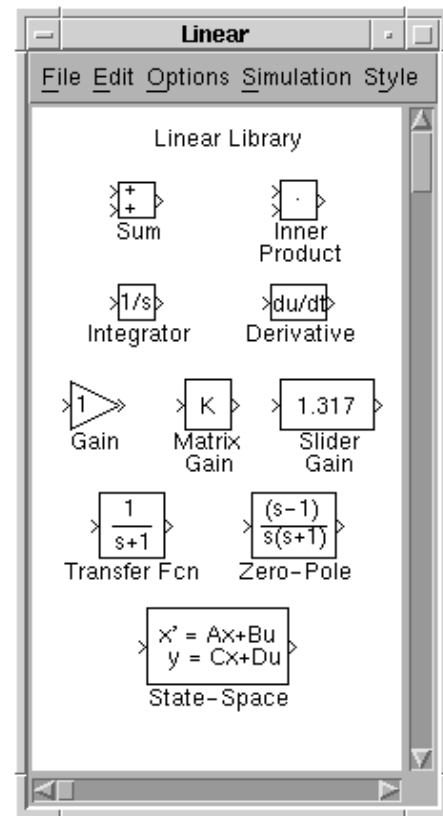 Linear
File Edit Options Simulation Style
Linear Library
+
+
Sum
·
Inner
Product
1/s
Integrator
du/dt
Derivative
1
Gain
K
Matrix
Gain
1.317
Slider
Gain
1
s+1
Transfer Fcn
(s−1)
s(s+1)
Zero−Pole
x' = Ax+Bu
y = Cx+Du
State−Space